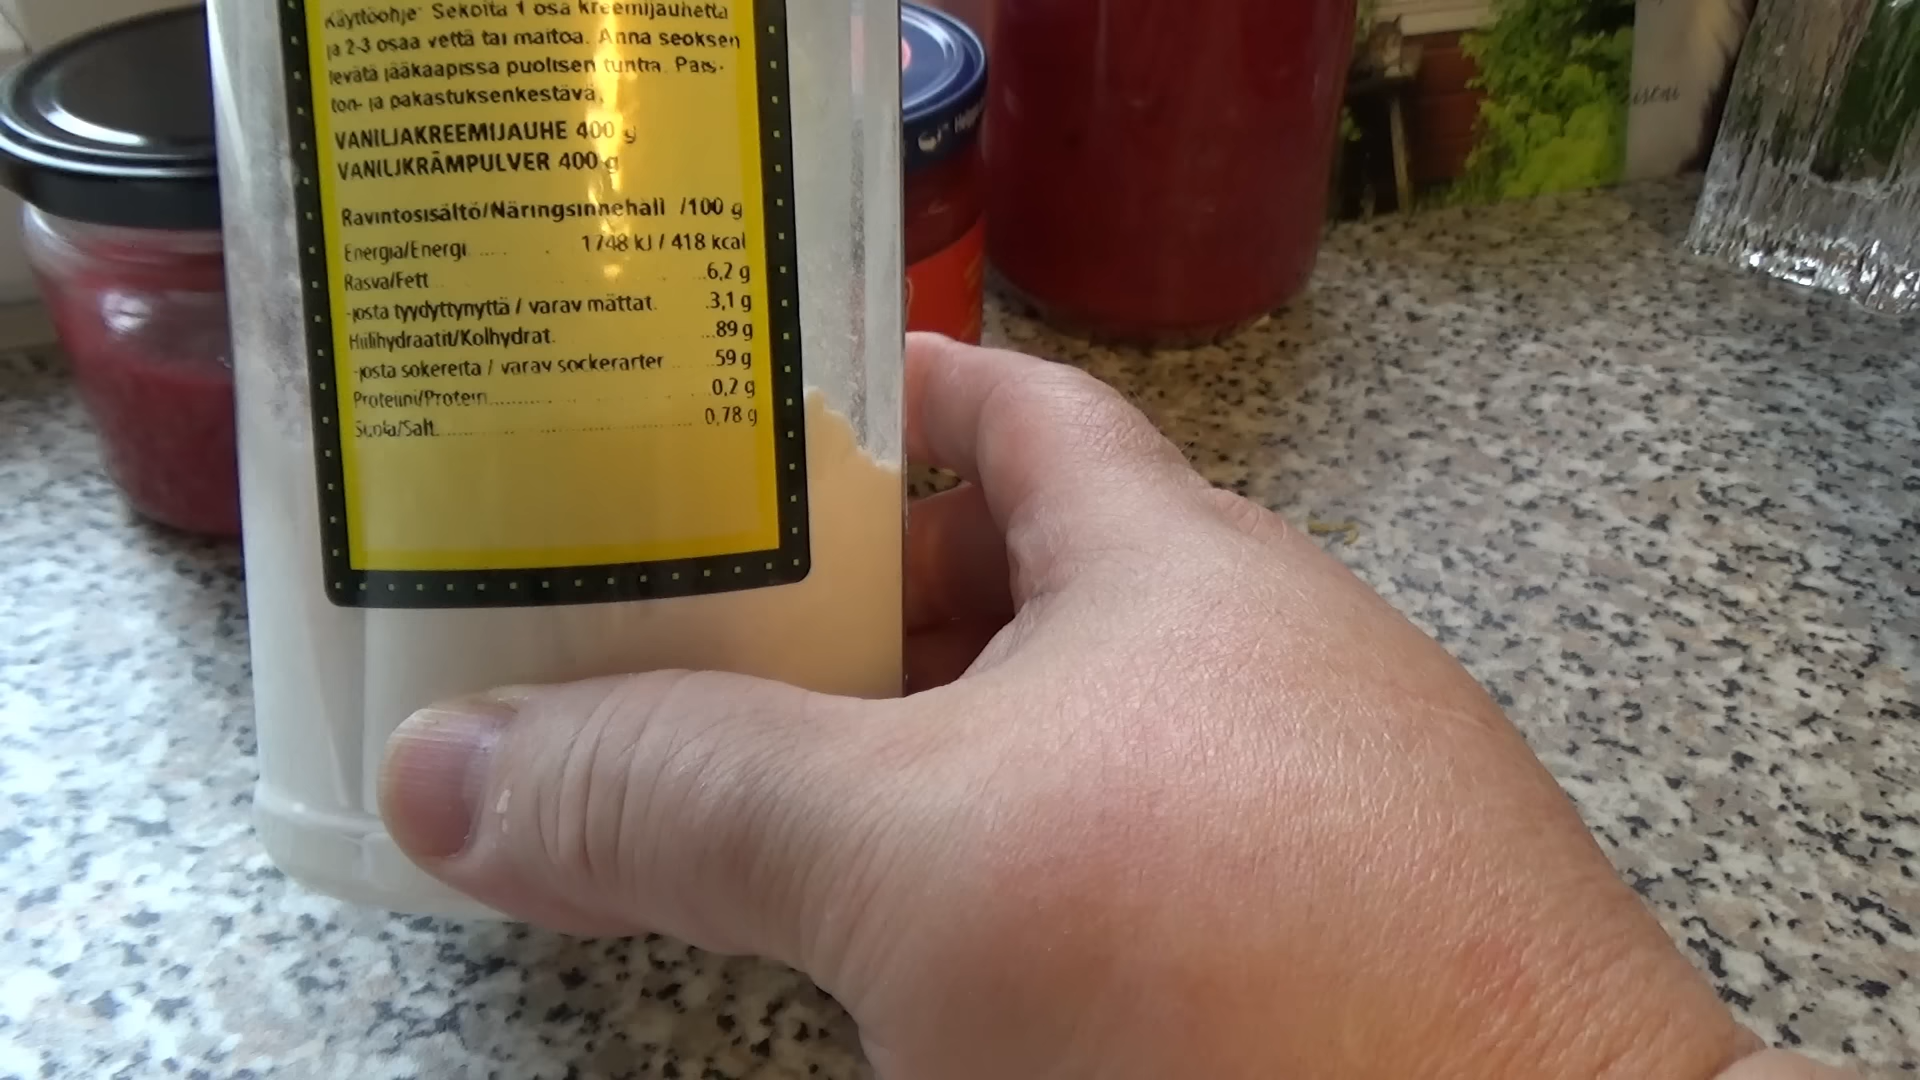 Käyttöohje: Sekoita 1 osa kreemijauhetta
ja 2-3 osaa vettä tai maitoa. Anna seoksen
levätä jääkaapissa puolisen tuntia. Pais-
ton- ja pakastuksenkestävä.
VANILJAKREEMIJAUHE 400 g
VANILJKRÄMPULVER 400 g
Ravintosisältö/Näringsinnehåll /100 g
Energia/Energi ..... . 1748 kJ / 418 kcal
Rasva/Fett ..6,2 g
-josta tyydyttynyttä / varav mättat. .3,1 g
Hiilihydraatit/Kolhydrat. ...89 g
-josta sokereita / varav sockerarter 59 g
Proteiini/Protein.......... 0,2 g
Suola/Salt.......... 0,78 g